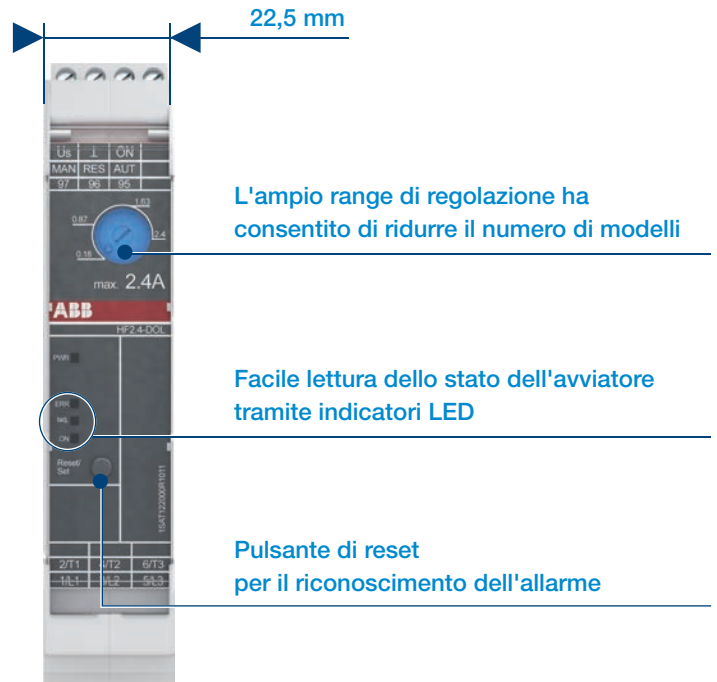 22,5 mm
Us ⊥ ON
MAN RES AUT
97 96 95
1.63
0.87
2.4
0.18
L'ampio range di regolazione ha
consentito di ridurre il numero di modelli
max. 2.4A
ABB
HF2.4-DOL
PWR
Facile lettura dello stato dell'avviatore
tramite indicatori LED
ERR
ON
Reset/
Set
1SAT122000R1011
Pulsante di reset
per il riconoscimento dell'allarme
2/T1 4/T2 6/T3
1/L1 3/L2 5/L3